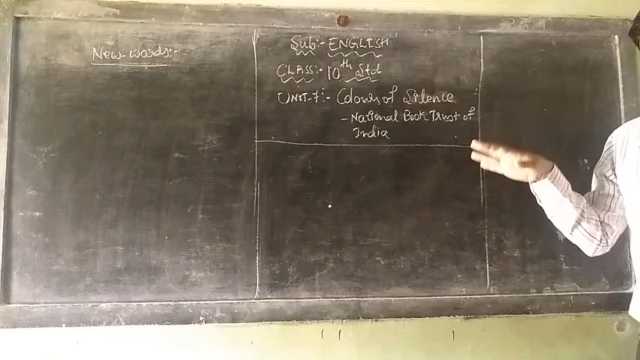 New-words:-
Sub:- ENGLISH
CLASS:- 10th Std
UNIT-7:- Colours of Silence
- National Book Trust of
India